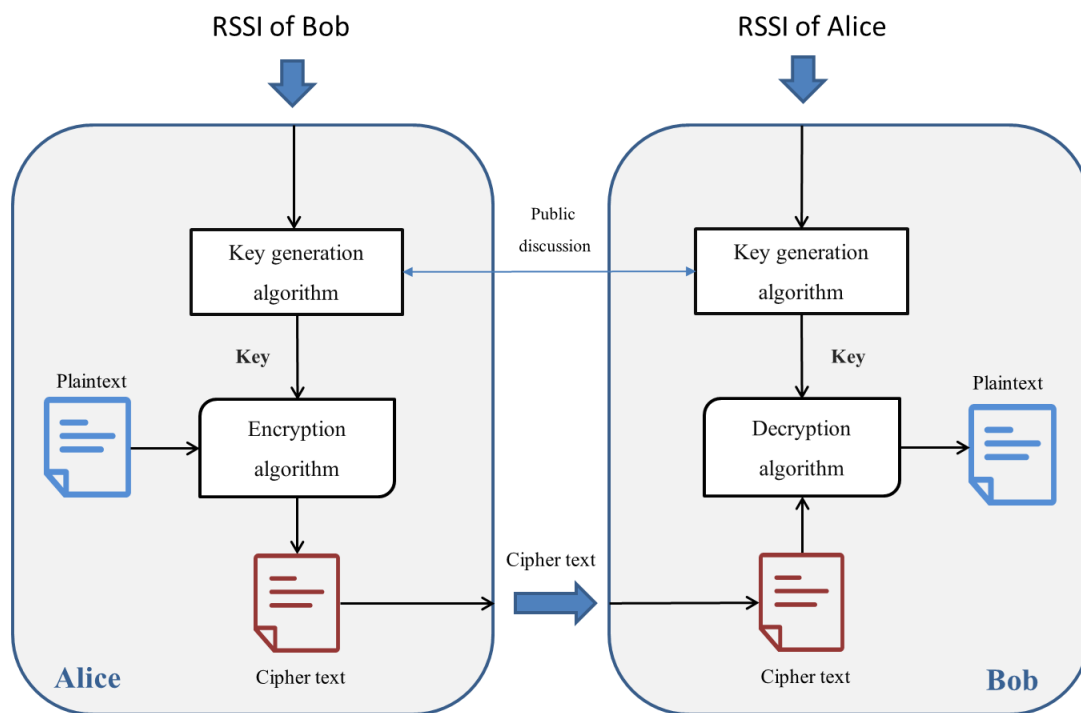 RSSI of Bob
RSSI of Alice
Public
discussion
Key generation
algorithm
Key generation
algorithm
Key
Key
Plaintext
Plaintext
Encryption
algorithm
Decryption
algorithm
Cipher text
Cipher text
Cipher text
Alice
Bob